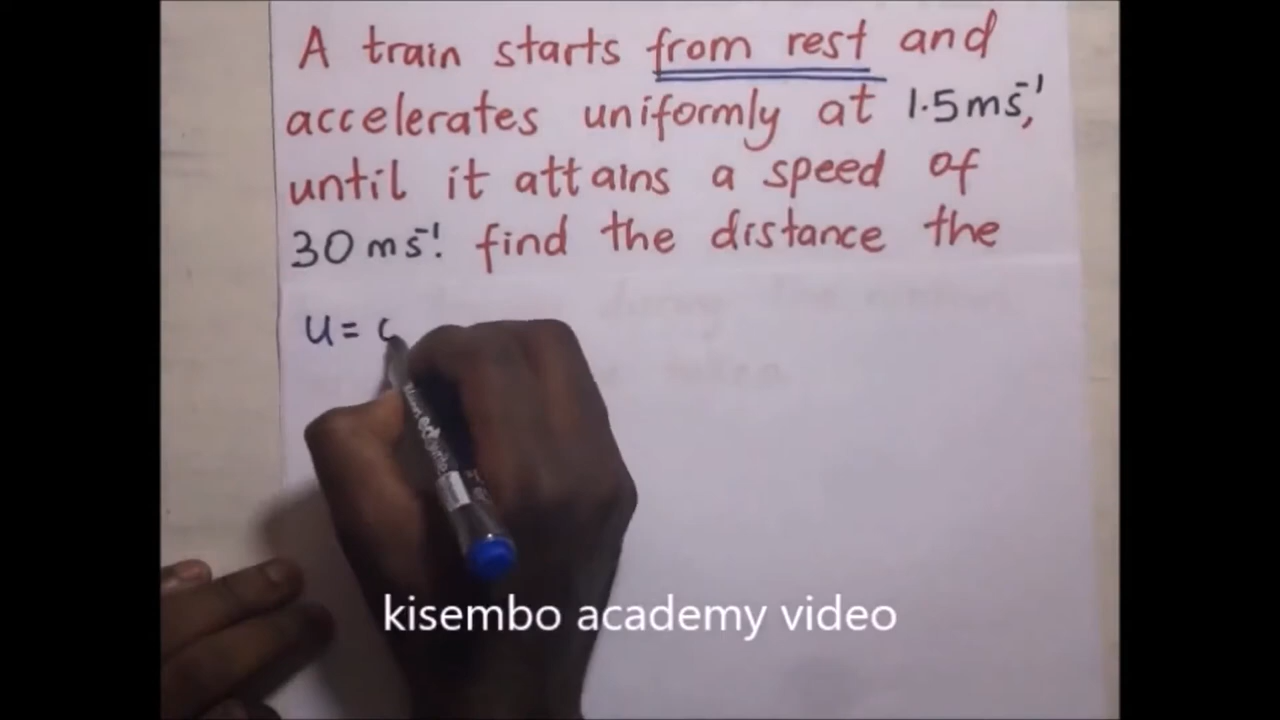 A train starts from rest and
accelerates uniformly at 1.5ms⁻¹,
until it attains a speed of
30ms⁻¹. find the distance the
u=
kisembo academy video